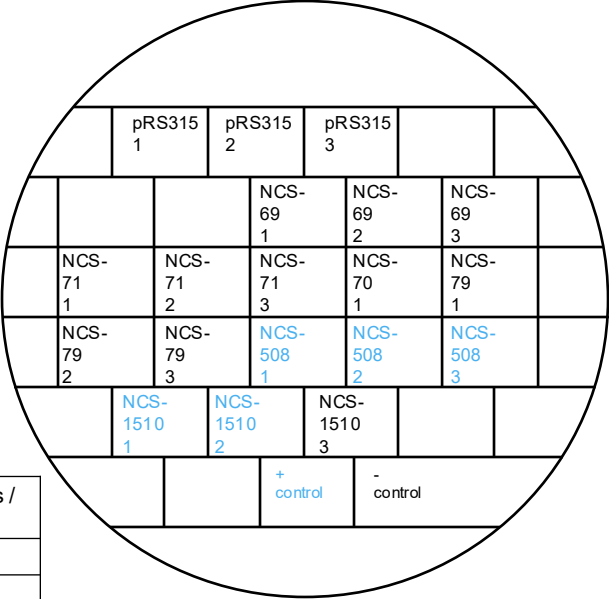 pRS315 pRS315 pRS315
1 2 3
NCS- NCS- NCS-
69 69 69
1 2 3
NCS- NCS- NCS- NCS- NCS-
71 71 71 70 79
1 2 3 1 1
NCS- NCS- NCS- NCS- NCS-
79 79 508 508 508
2 3 1 2 3
NCS- NCS- NCS-
1510 1510 1510
1 2 3
+ -
control control
s /